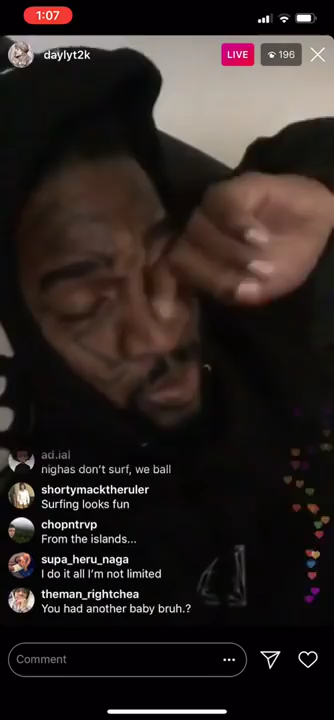 1:07
daylyt2k
LIVE
196
ad.ial
nighas don't surf, we ball
shortymacktheruler
Surfing looks fun
chopntrvp
From the islands...
supa_heru_naga
I do it all I'm not limited
theman_rightchea
You had another baby bruh.?
Comment